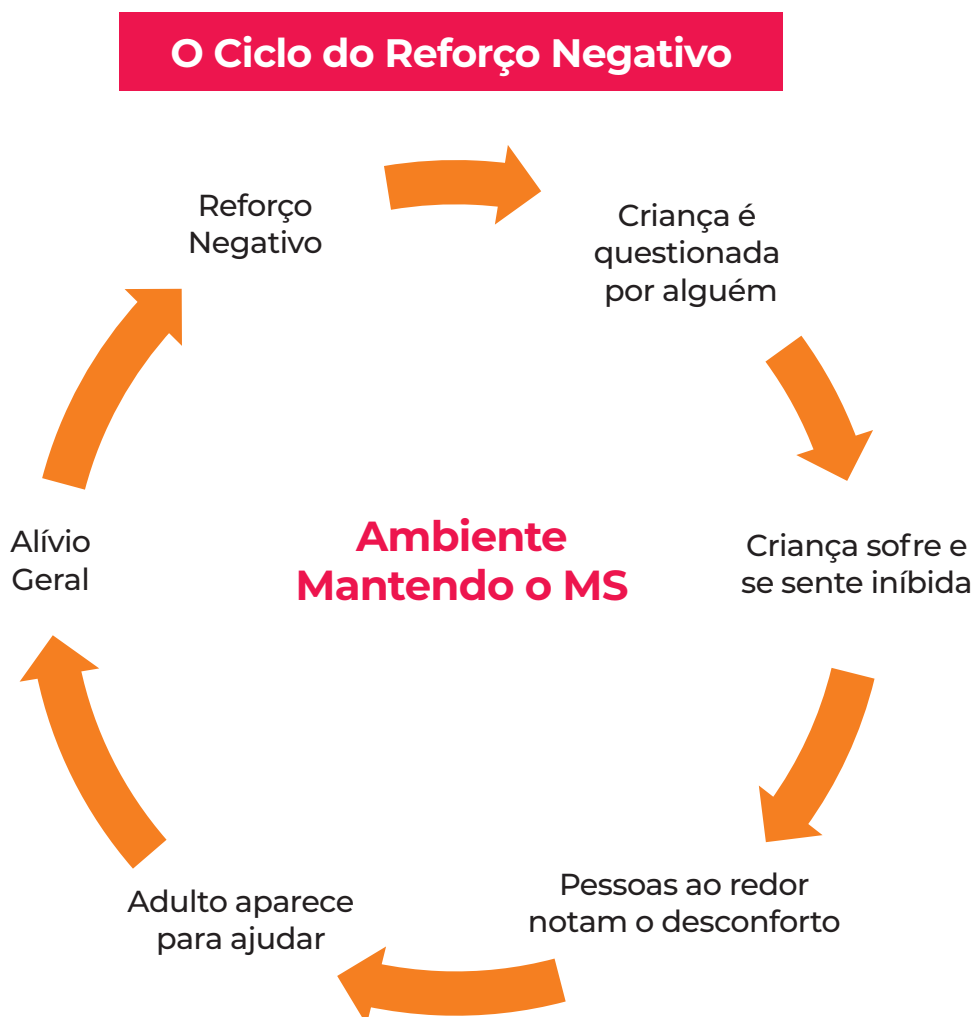 O Ciclo do Reforço Negativo
Reforço
Negativo
Criança é
questionada
por alguém
Criança sofre e
se sente iníbida
Pessoas ao redor
notam o desconforto
Adulto aparece
para ajudar
Alívio
Geral
Ambiente
Mantendo o MS